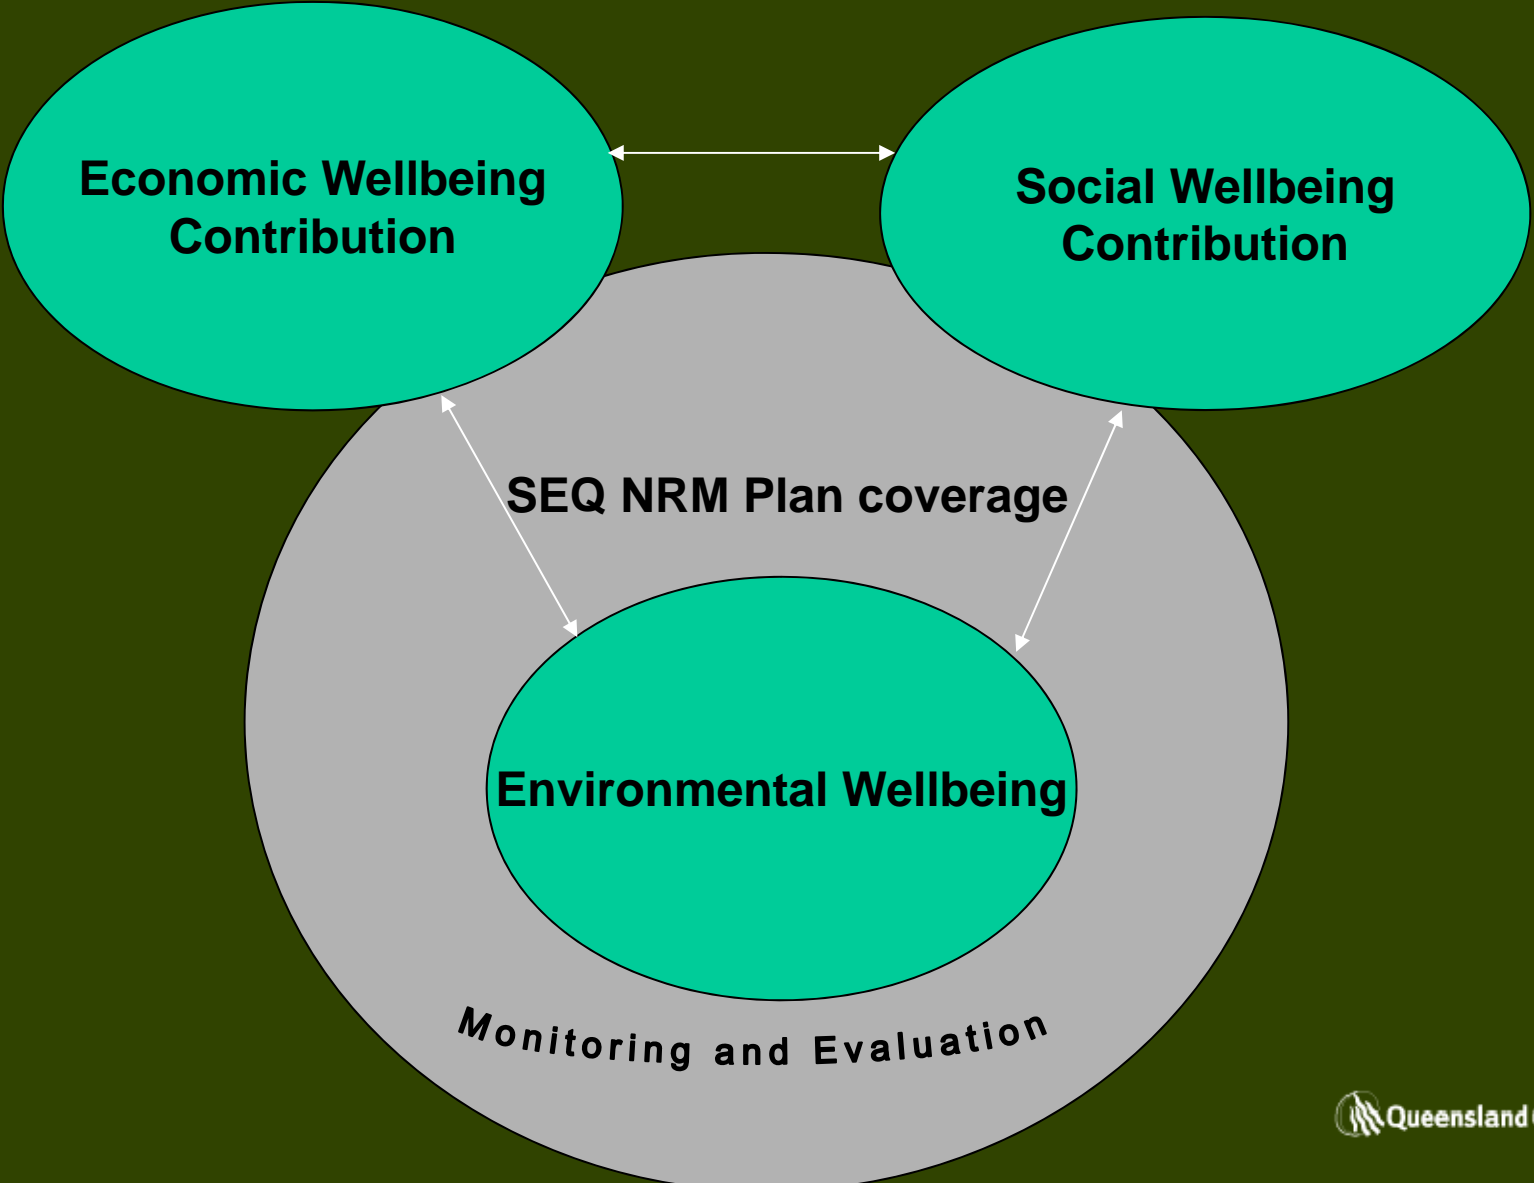 Economic Wellbeing
Contribution
Social Wellbeing
Contribution
SEQ NRM Plan coverage
Environmental Wellbeing
Monitoring and Evaluation
Queensland